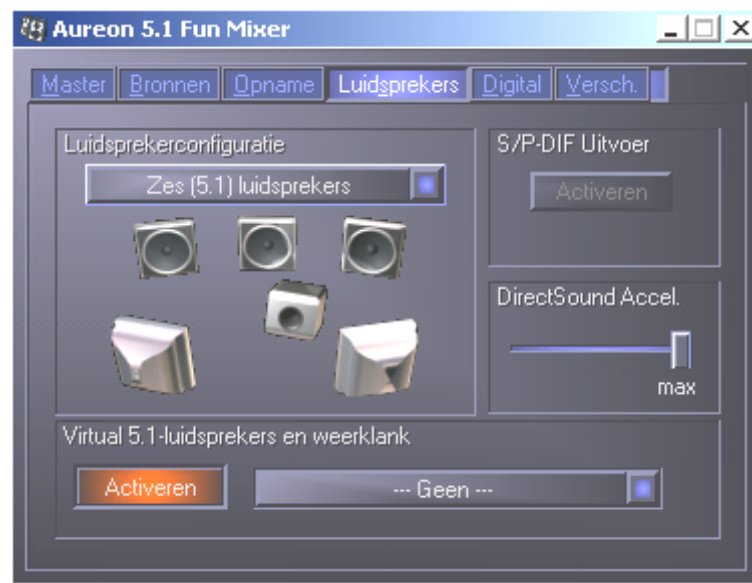 Aureon 5.1 Fun Mixer
Master Bronnen Opname Luidsprekers Digital Versch.
Luidsprekerconfiguratie
Zes (5.1) luidsprekers
S/P-DIF Uitvoer
Activeren
DirectSound Accel.
max
Virtual 5.1-luidsprekers en weerklank
Activeren
--- Geen ---